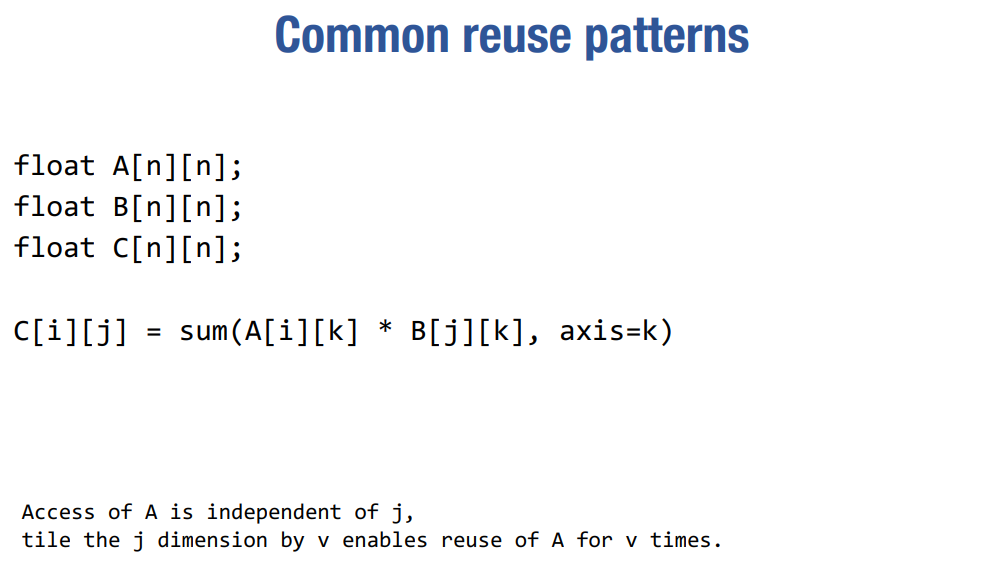 Common reuse patterns
float A[n][n];
float B[n][n];
float C[n][n];
C[i][j] = sum(A[i][k] * B[j][k], axis=k)
Access of A is independent of j,
tile the j dimension by v enables reuse of A for v times.